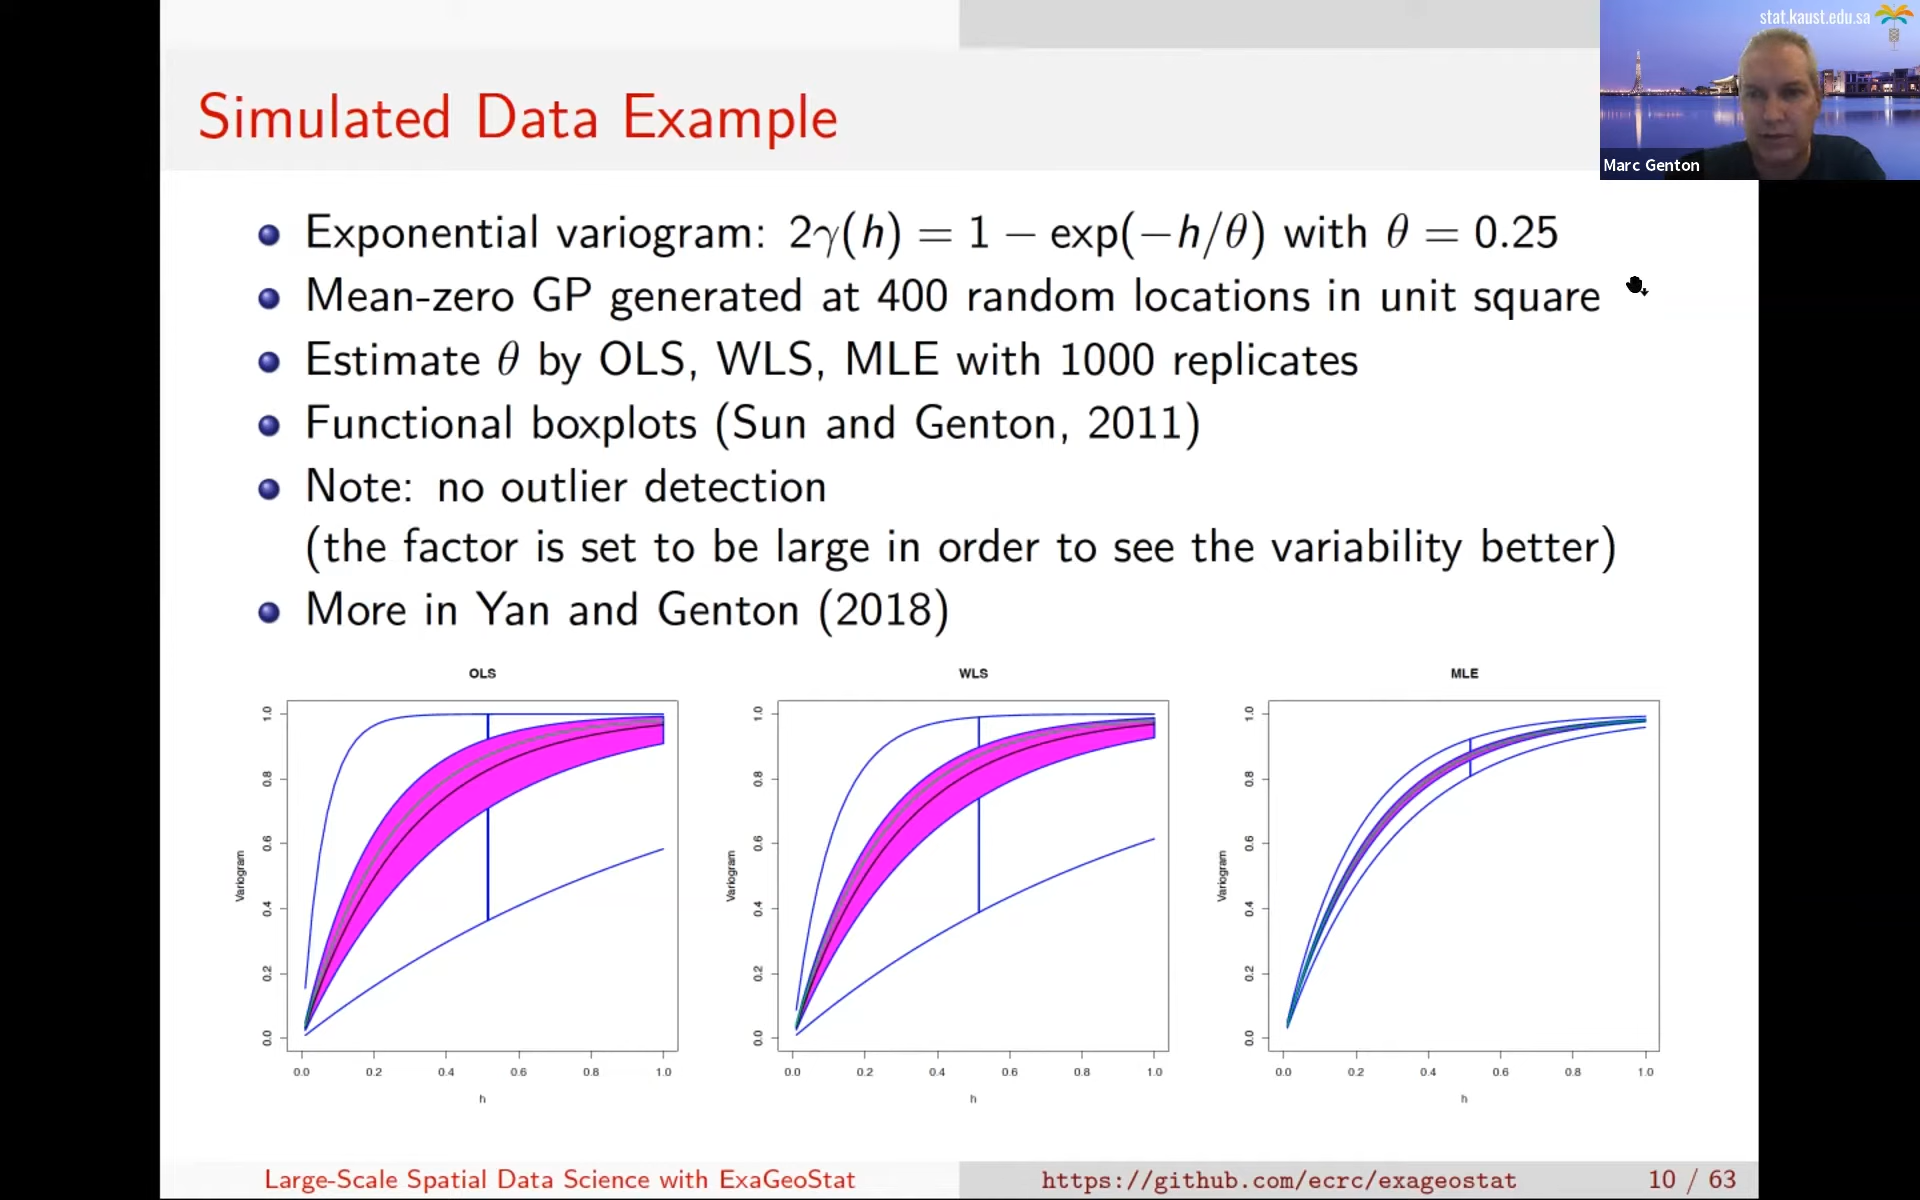 stat.kaust.edu.sa
Marc Genton
Simulated Data Example
Exponential variogram: 2γ(h) = 1 − exp(−h/θ) with θ = 0.25
Mean-zero GP generated at 400 random locations in unit square
Estimate θ by OLS, WLS, MLE with 1000 replicates
Functional boxplots (Sun and Genton, 2011)
Note: no outlier detection
(the factor is set to be large in order to see the variability better)
More in Yan and Genton (2018)
OLS
Variogram
1.0
0.8
0.6
0.4
0.2
0.0
0.0 0.2 0.4 0.6 0.8 1.0
h
WLS
Variogram
1.0
0.8
0.6
0.4
0.2
0.0
0.0 0.2 0.4 0.6 0.8 1.0
h
MLE
Variogram
1.0
0.8
0.6
0.4
0.2
0.0
0.0 0.2 0.4 0.6 0.8 1.0
h
Large-Scale Spatial Data Science with ExaGeoStat
https://github.com/ecrc/exageostat
10 / 63